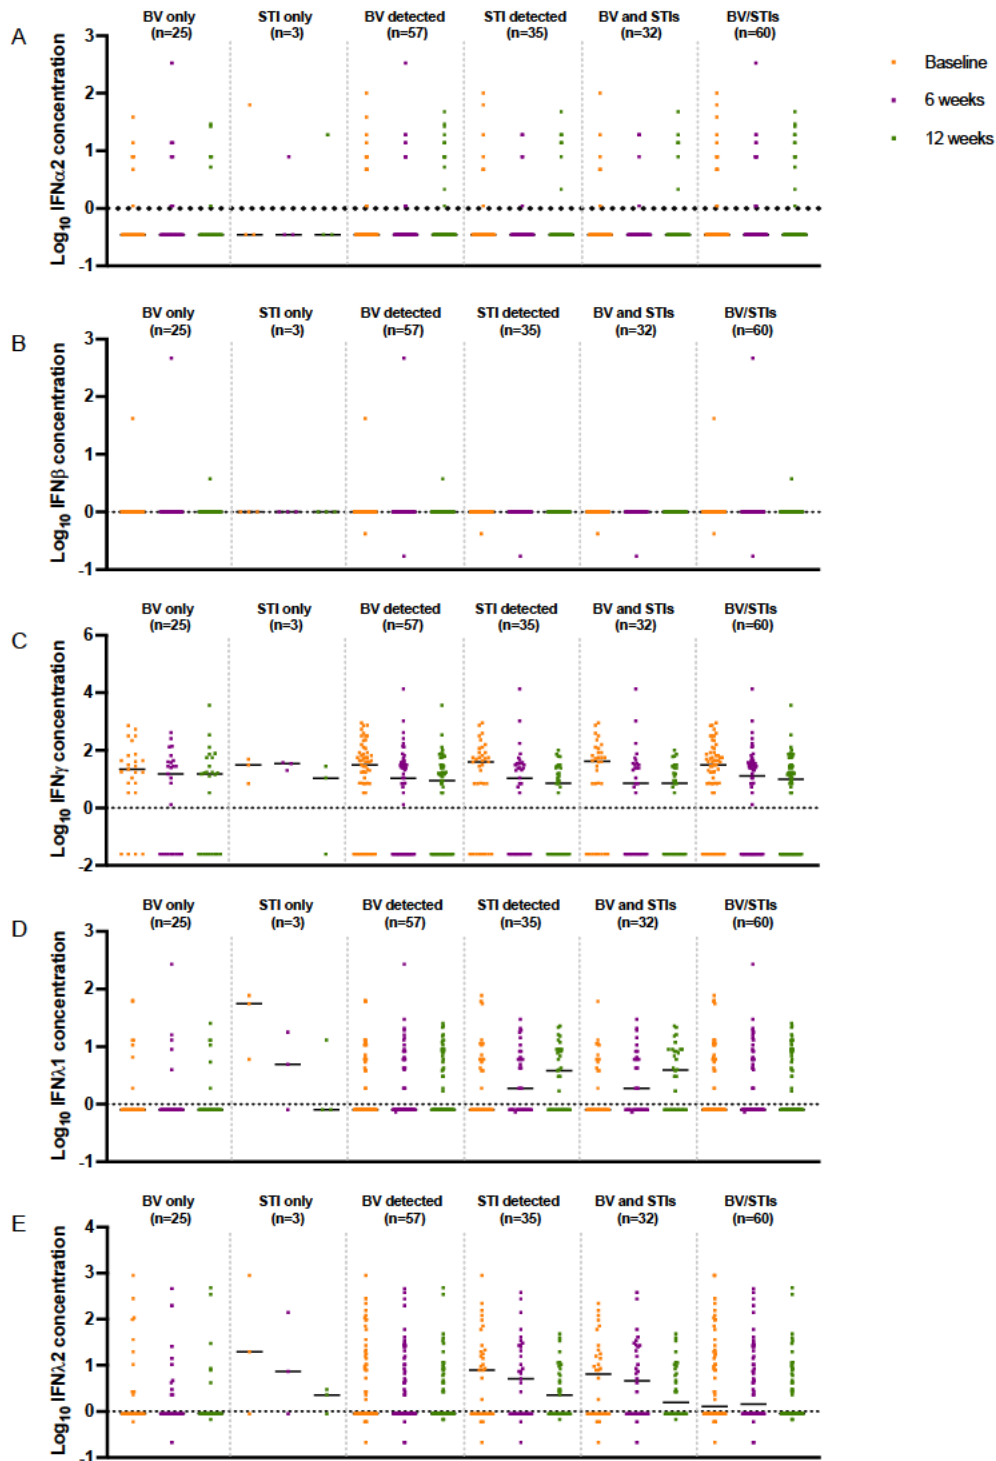 A
BV only STI only BV detected STI detected BV and STIs BV/STIs
(n=25) (n=3) (n=57) (n=35) (n=32) (n=60)
Baseline
6 weeks
12 weeks
Log10 IFNα2 concentration
3
2
1
0
-1
B
BV only STI only BV detected STI detected BV and STIs BV/STIs
(n=25) (n=3) (n=57) (n=35) (n=32) (n=60)
Log10 IFNβ concentration
3
2
1
0
-1
C
BV only STI only BV detected STI detected BV and STIs BV/STIs
(n=25) (n=3) (n=57) (n=35) (n=32) (n=60)
Log10 IFNγ concentration
6
4
2
0
-2
D
BV only STI only BV detected STI detected BV and STIs BV/STIs
(n=25) (n=3) (n=57) (n=35) (n=32) (n=60)
Log10 IFNλ1 concentration
3
2
1
0
-1
E
BV only STI only BV detected STI detected BV and STIs BV/STIs
(n=25) (n=3) (n=57) (n=35) (n=32) (n=60)
Log10 IFNλ2 concentration
4
3
2
1
0
-1